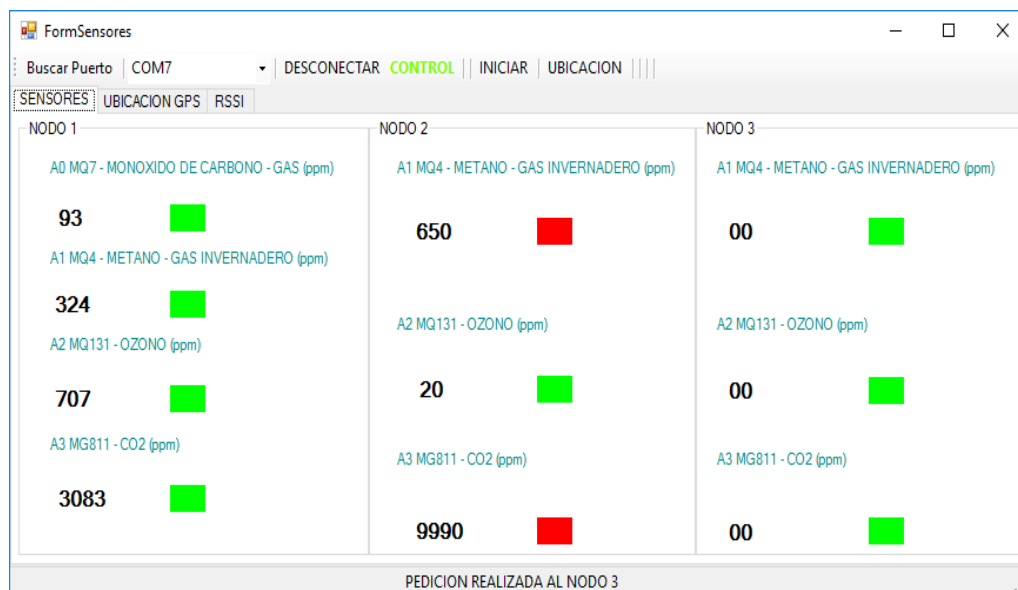 FormSensores
Buscar Puerto COM7 DESCONECTAR CONTROL INICIAR UBICACION
SENSORES UBICACION GPS RSSI
NODO 1
A0 MQ7 - MONOXIDO DE CARBONO - GAS (ppm)
93
A1 MQ4 - METANO - GAS INVERNADERO (ppm)
324
A2 MQ131 - OZONO (ppm)
707
A3 MG811 - CO2 (ppm)
3083
NODO 2
A1 MQ4 - METANO - GAS INVERNADERO (ppm)
650
A2 MQ131 - OZONO (ppm)
20
A3 MG811 - CO2 (ppm)
9990
NODO 3
A1 MQ4 - METANO - GAS INVERNADERO (ppm)
00
A2 MQ131 - OZONO (ppm)
00
A3 MG811 - CO2 (ppm)
00
PEDICION REALIZADA AL NODO 3